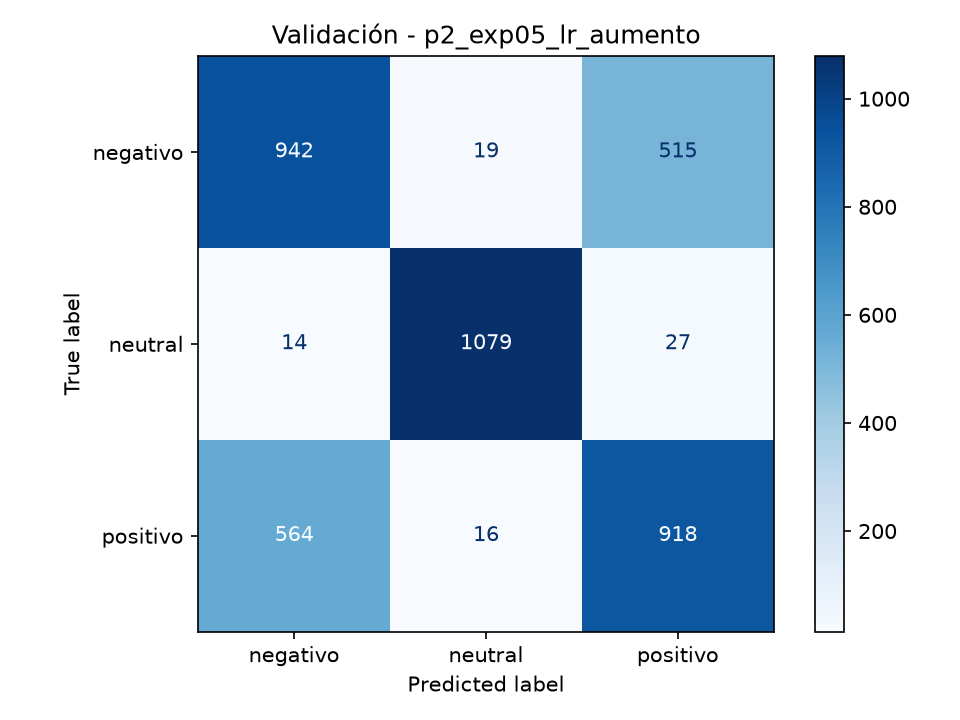 Validación - p2_exp05_lr_aumento
negativo 942 19 515
neutral 14 1079 27
positivo 564 16 918
negativo neutral positivo
Predicted label
True label
1000
800
600
400
200